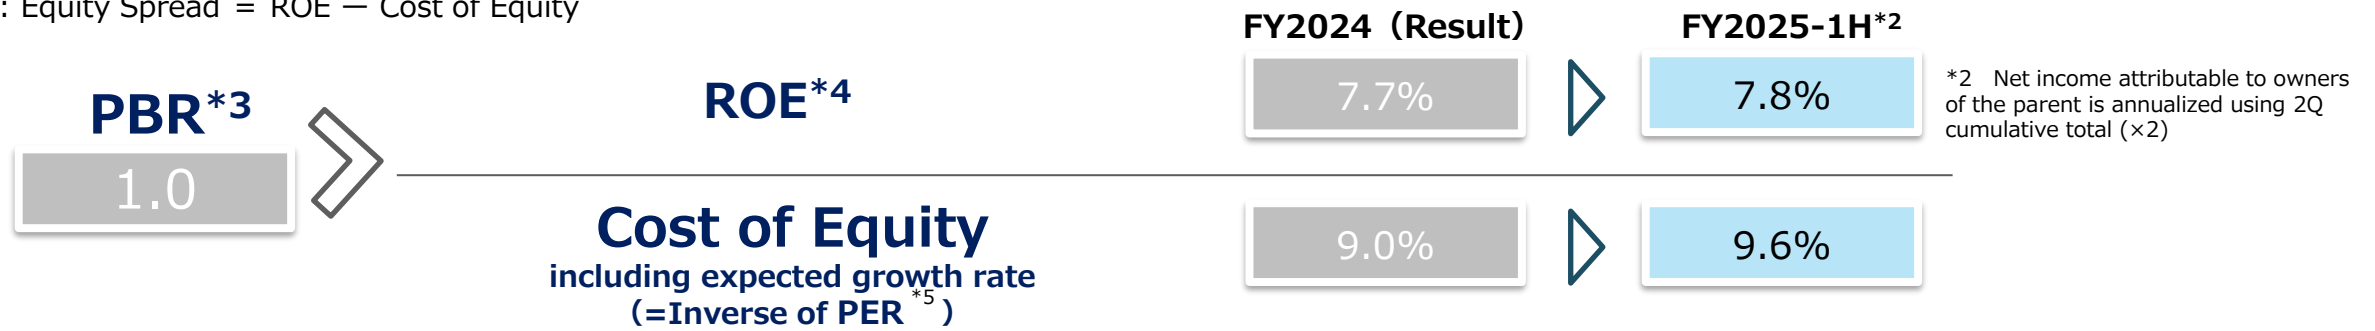 : Equity Spread = ROE － Cost of Equity
FY2024（Result）
FY2025-1H*2
PBR*3
1.0
ROE*4
7.7%
7.8%
*2 Net income attributable to owners
of the parent is annualized using 2Q
cumulative total (×2)
Cost of Equity
including expected growth rate
（=Inverse of PER *5 ）
9.0%
9.6%